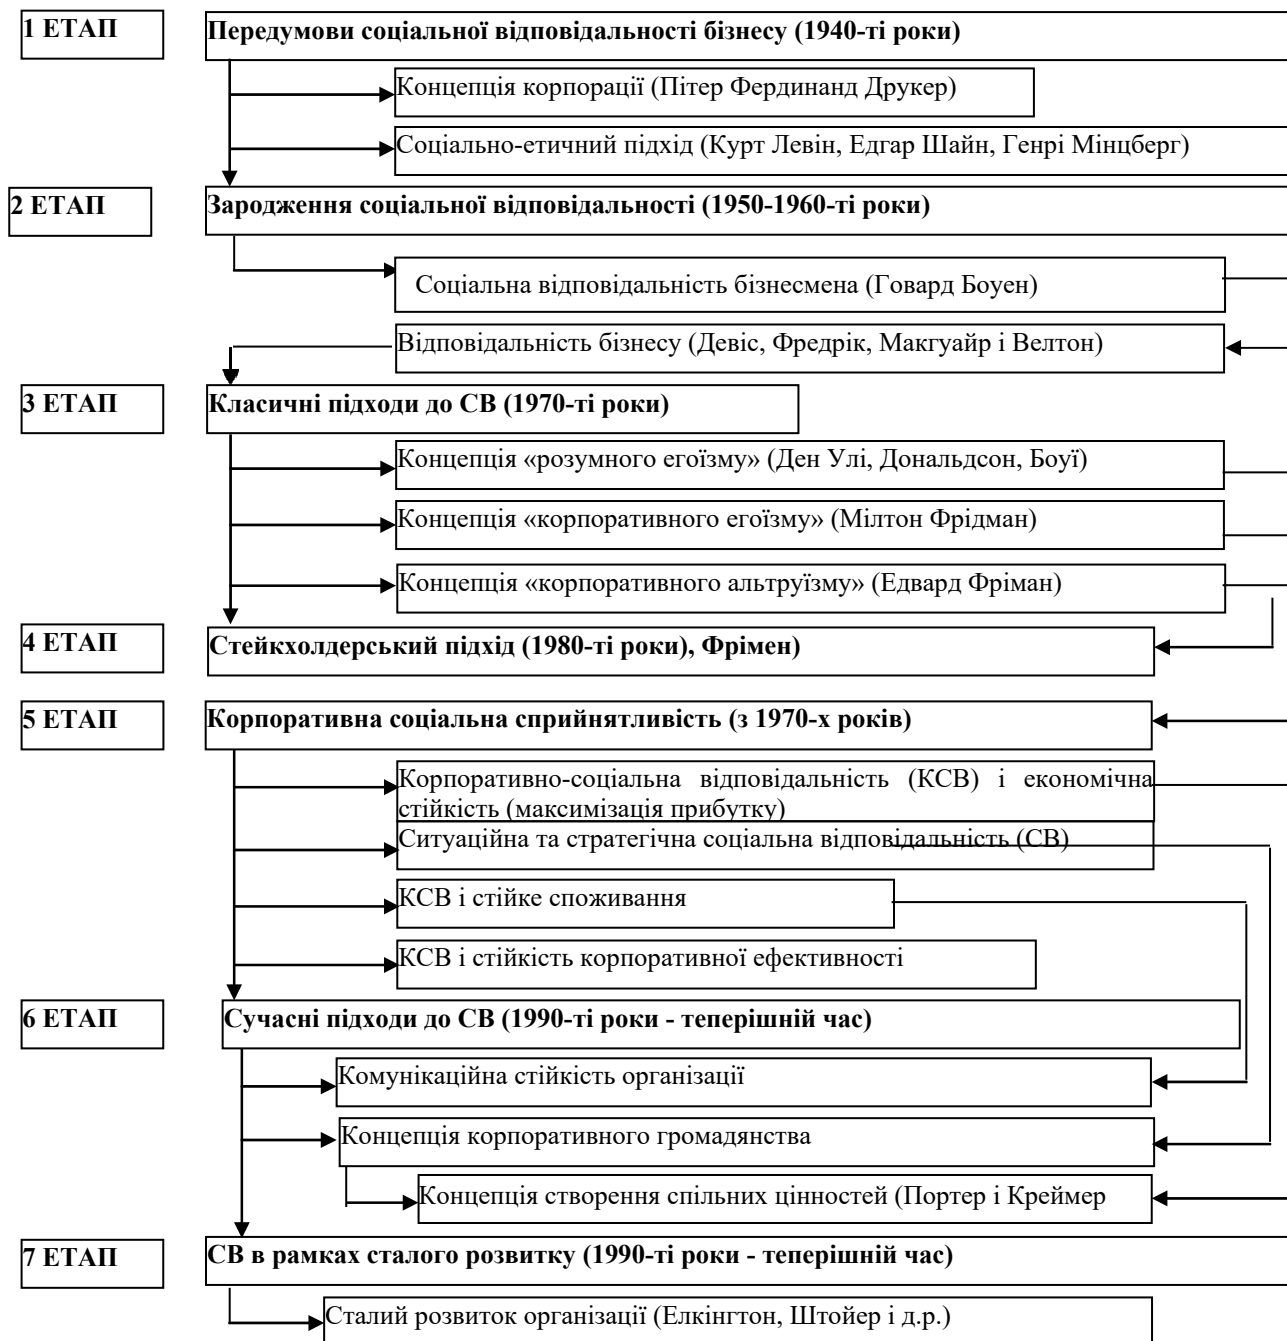 1 ЕТАП
Передумови соціальної відповідальності бізнесу (1940-ті роки)
Концепція корпорації (Пітер Фердинанд Друкер)
Соціально-етичний підхід (Курт Левін, Едгар Шайн, Генрі Мінцберг)
2 ЕТАП
Зародження соціальної відповідальності (1950-1960-ті роки)
Соціальна відповідальність бізнесмена (Говард Боуен)
Відповідальність бізнесу (Девіс, Фредрік, Макгуайр і Велтон)
3 ЕТАП
Класичні підходи до СВ (1970-ті роки)
Концепція «розумного егоїзму» (Ден Улі, Дональдсон, Боуї)
Концепція «корпоративного егоїзму» (Мілтон Фрідман)
Концепція «корпоративного альтруїзму» (Едвард Фріман)
4 ЕТАП
Стейкхолдерський підхід (1980-ті роки), Фрімен)
5 ЕТАП
Корпоративна соціальна сприйнятливість (з 1970-х років)
Корпоративно-соціальна відповідальність (КСВ) і економічна
стійкість (максимізація прибутку)
Ситуаційна та стратегічна соціальна відповідальність (СВ)
КСВ і стійке споживання
КСВ і стійкість корпоративної ефективності
6 ЕТАП
Сучасні підходи до СВ (1990-ті роки - теперішній час)
Комунікаційна стійкість організації
Концепція корпоративного громадянства
Концепція створення спільних цінностей (Портер і Креймер
7 ЕТАП
СВ в рамках сталого розвитку (1990-ті роки - теперішній час)
Сталий розвиток організації (Елкінгтон, Штойер і д.р.)